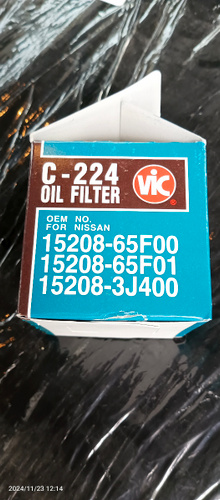 C-224
OIL FILTER
VIC
®
OEM NO.
FOR NISSAN
15208-65F00
15208-65F01
15208-3J400
2024/11/23 12:14